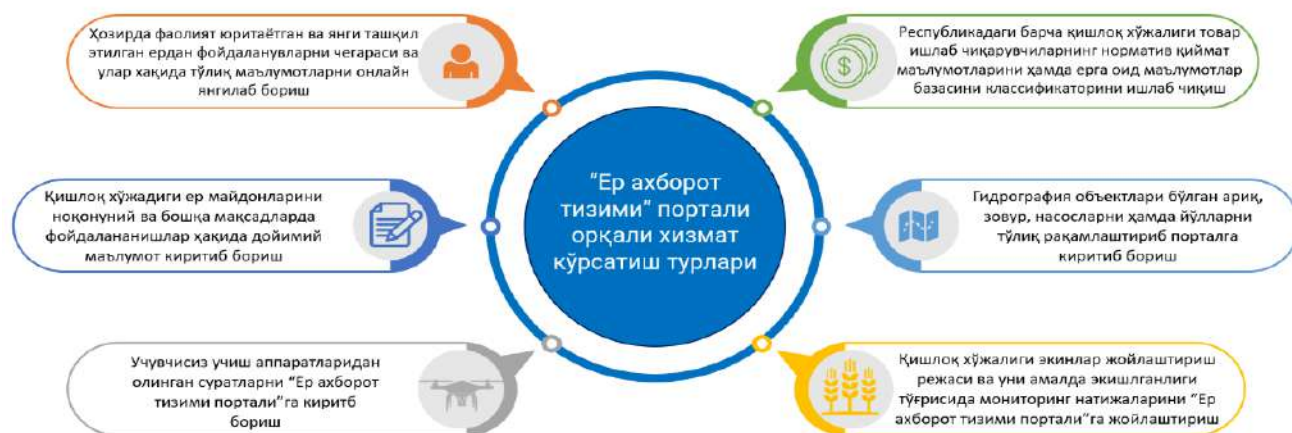 Ҳозирда фаолият юритаётган ва янги ташкил
этилган ердан фойдаланувларни чегараси ва
улар хақида тўлиқ маълумотларни онлайн
янгилаб бориш
Республикадаги барча қишлоқ хўжалиги товар
ишлаб чиқарувчиларнинг норматив қиймат
маълумотларини ҳамда ерга оид маълумотлар
базасини классификаторини ишлаб чиқиш
Қишлоқ хўжадиги ер майдонларини
ноқонуний ва бошқа мақсадларда
фойдалананишлар ҳақида дойимий
маълумот киритиб бориш
"Ер ахборот
тизими" портали
орқали хизмат
кўрсатиш турлари
Гидрография объектлари бўлган ариқ,
зовур, насосларни ҳамда йўлларни
тўлиқ рақамлаштириб порталга
киритиб бориш
Учувчисиз учиш аппаратларидан
олинган суратларни "Ер ахборот
тизими портали"га киритб
бориш
Қишлоқ хўжалиги экинлар жойлаштириш
режаси ва уни амалда экишлганлиги
тўғрисида мониторинг натижаларини "Ер
ахборот тизими портали"га жойлаштириш